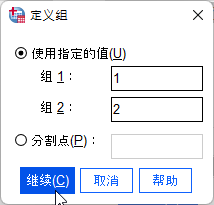 定义组
使用指定的值(U)
组 1： 1
组 2： 2
分割点(P)：
继续(C) 取消 帮助